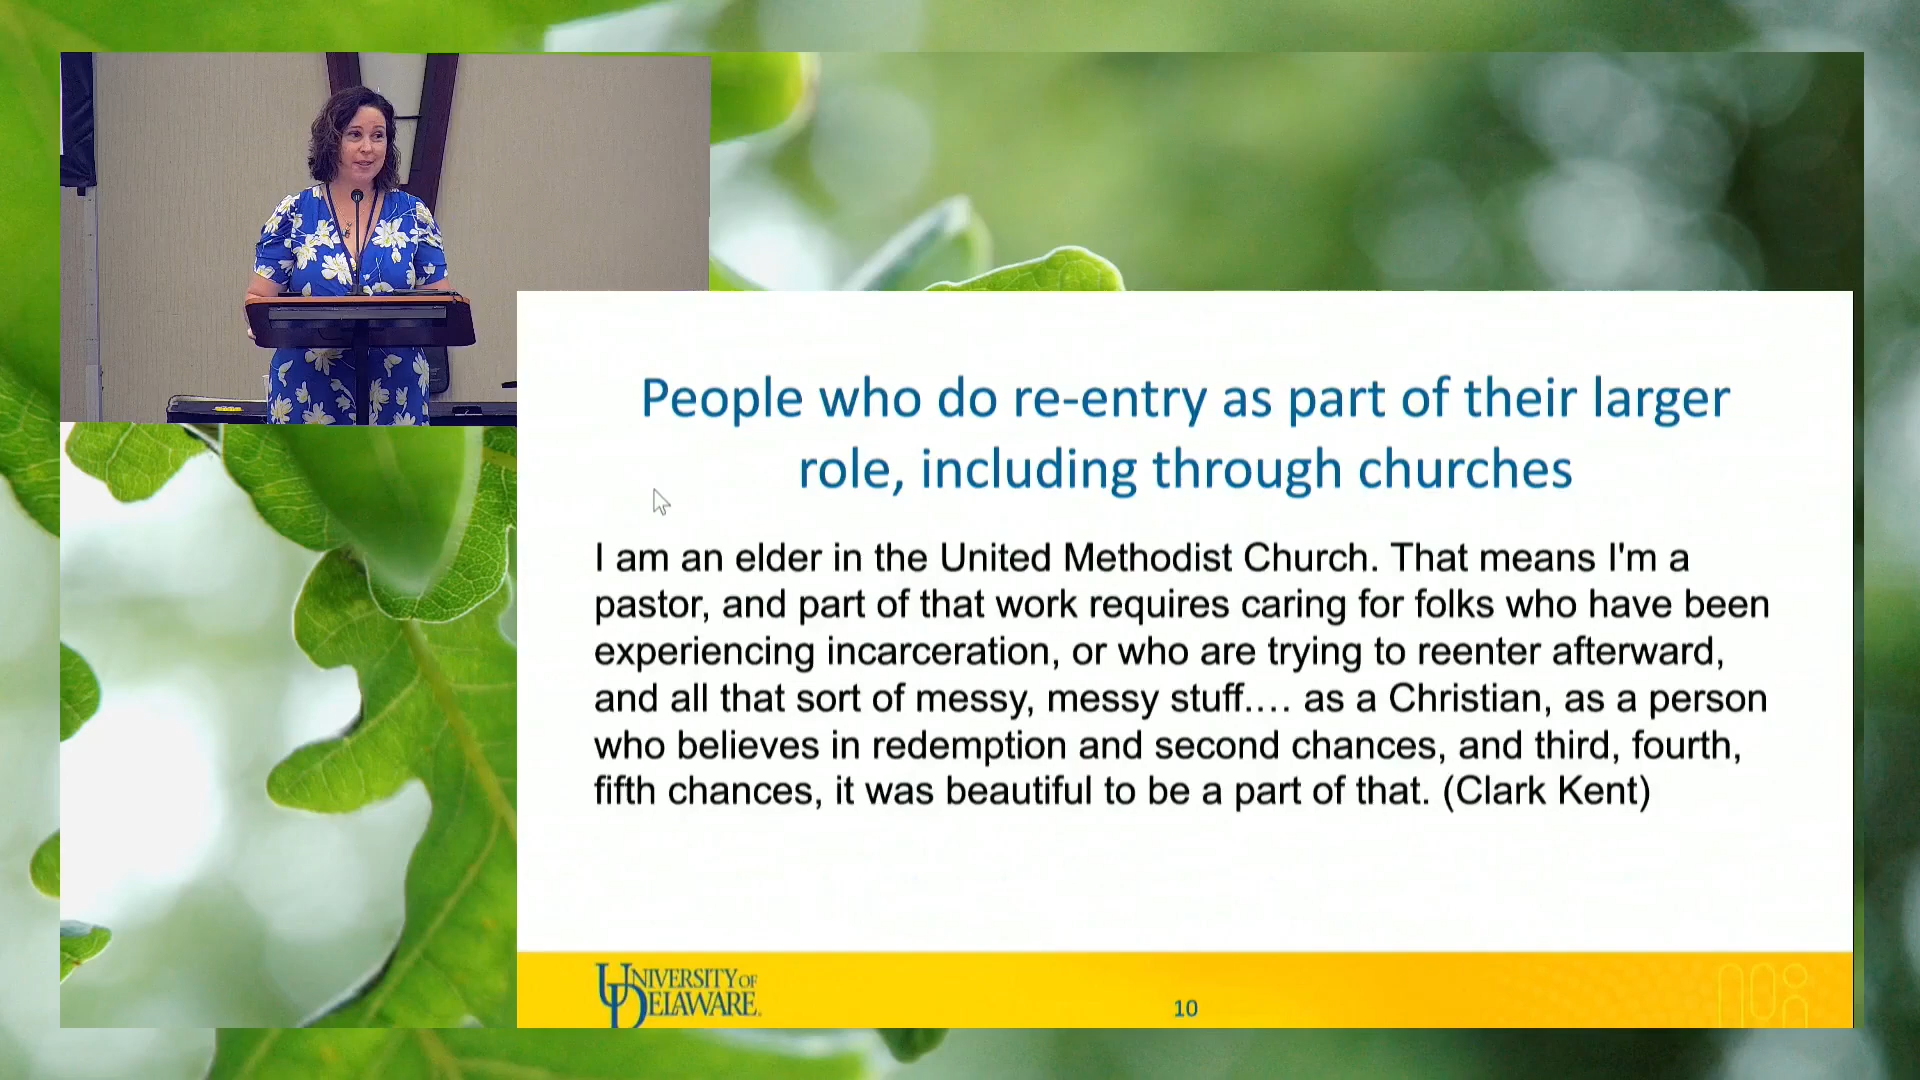 People who do re-entry as part of their larger
role, including through churches
I am an elder in the United Methodist Church. That means I'm a
pastor, and part of that work requires caring for folks who have been
experiencing incarceration, or who are trying to reenter afterward,
and all that sort of messy, messy stuff.... as a Christian, as a person
who believes in redemption and second chances, and third, fourth,
fifth chances, it was beautiful to be a part of that. (Clark Kent)
UNIVERSITY OF
DELAWARE.
10